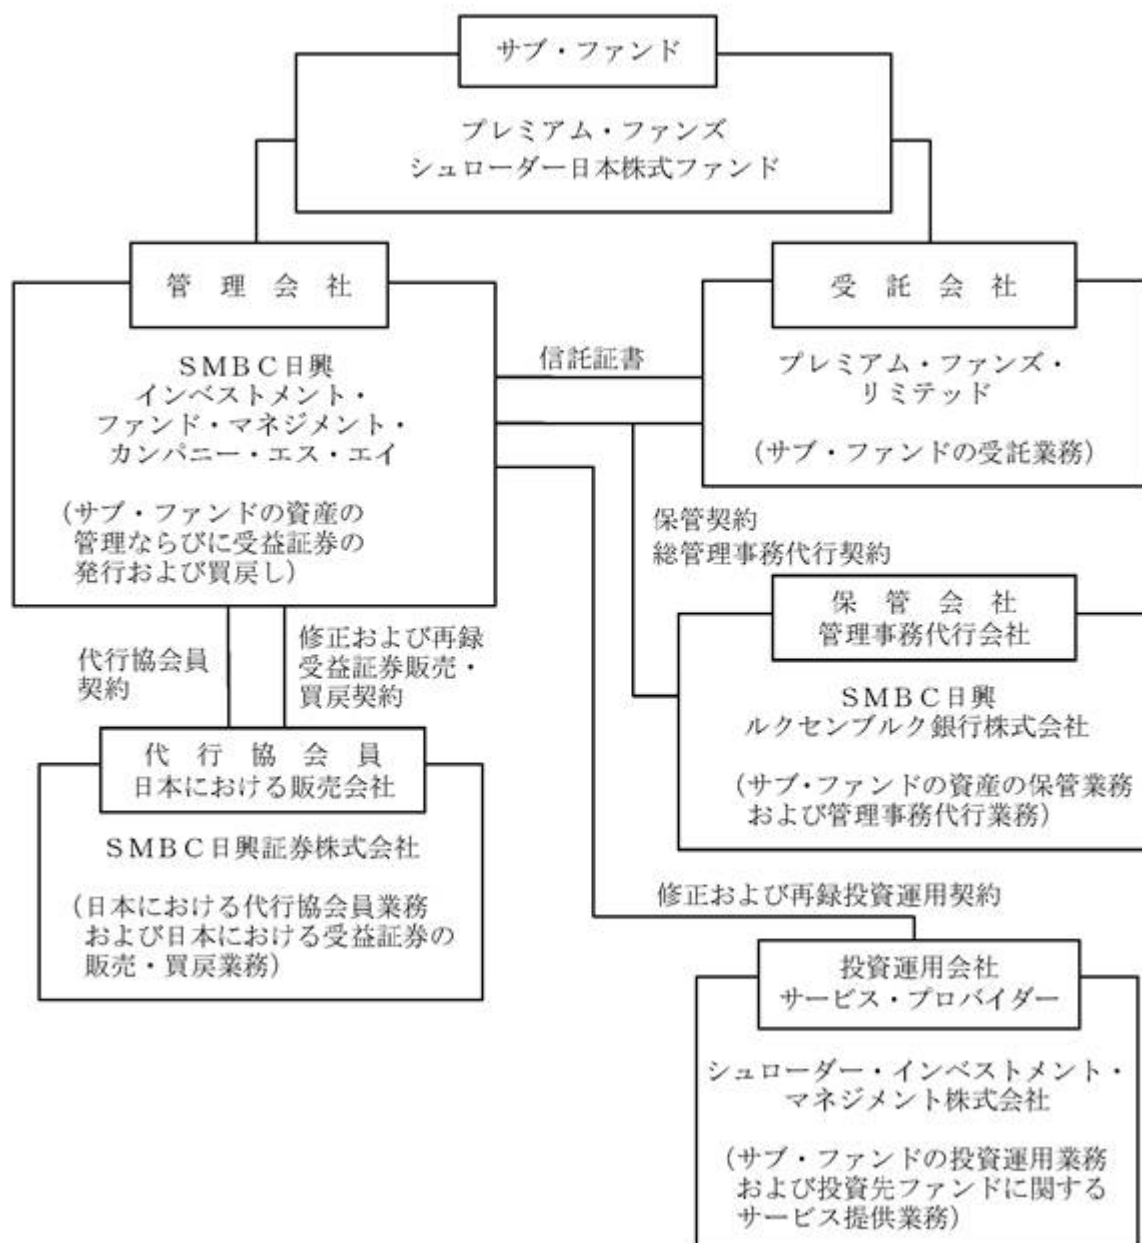 サブ・ファンド
プレミアム・ファンズ
シュローダー日本株式ファンド
管 理 会 社
SMBC日興
インベストメント・
ファンド・マネジメント・
カンパニー・エス・エイ
（サブ・ファンドの資産の
管理ならびに受益証券の
発行および買戻し）
信託証書
受 託 会 社
プレミアム・ファンズ・
リミテッド
（サブ・ファンドの受託業務）
保管契約
総管理事務代行契約
保 管 会 社
管理事務代行会社
SMBC日興
ルクセンブルク銀行株式会社
（サブ・ファンドの資産の保管業務
および管理事務代行業務）
代行協会員
契約
修正および再録
受益証券販売・
買戻契約
代 行 協 会 員
日本における販売会社
SMBC日興証券株式会社
（日本における代行協会員業務
および日本における受益証券の
販売・買戻業務）
修正および再録投資運用契約
投資運用会社
サービス・プロバイダー
シュローダー・インベストメント・
マネジメント株式会社
（サブ・ファンドの投資運用業務
および投資先ファンドに関する
サービス提供業務）